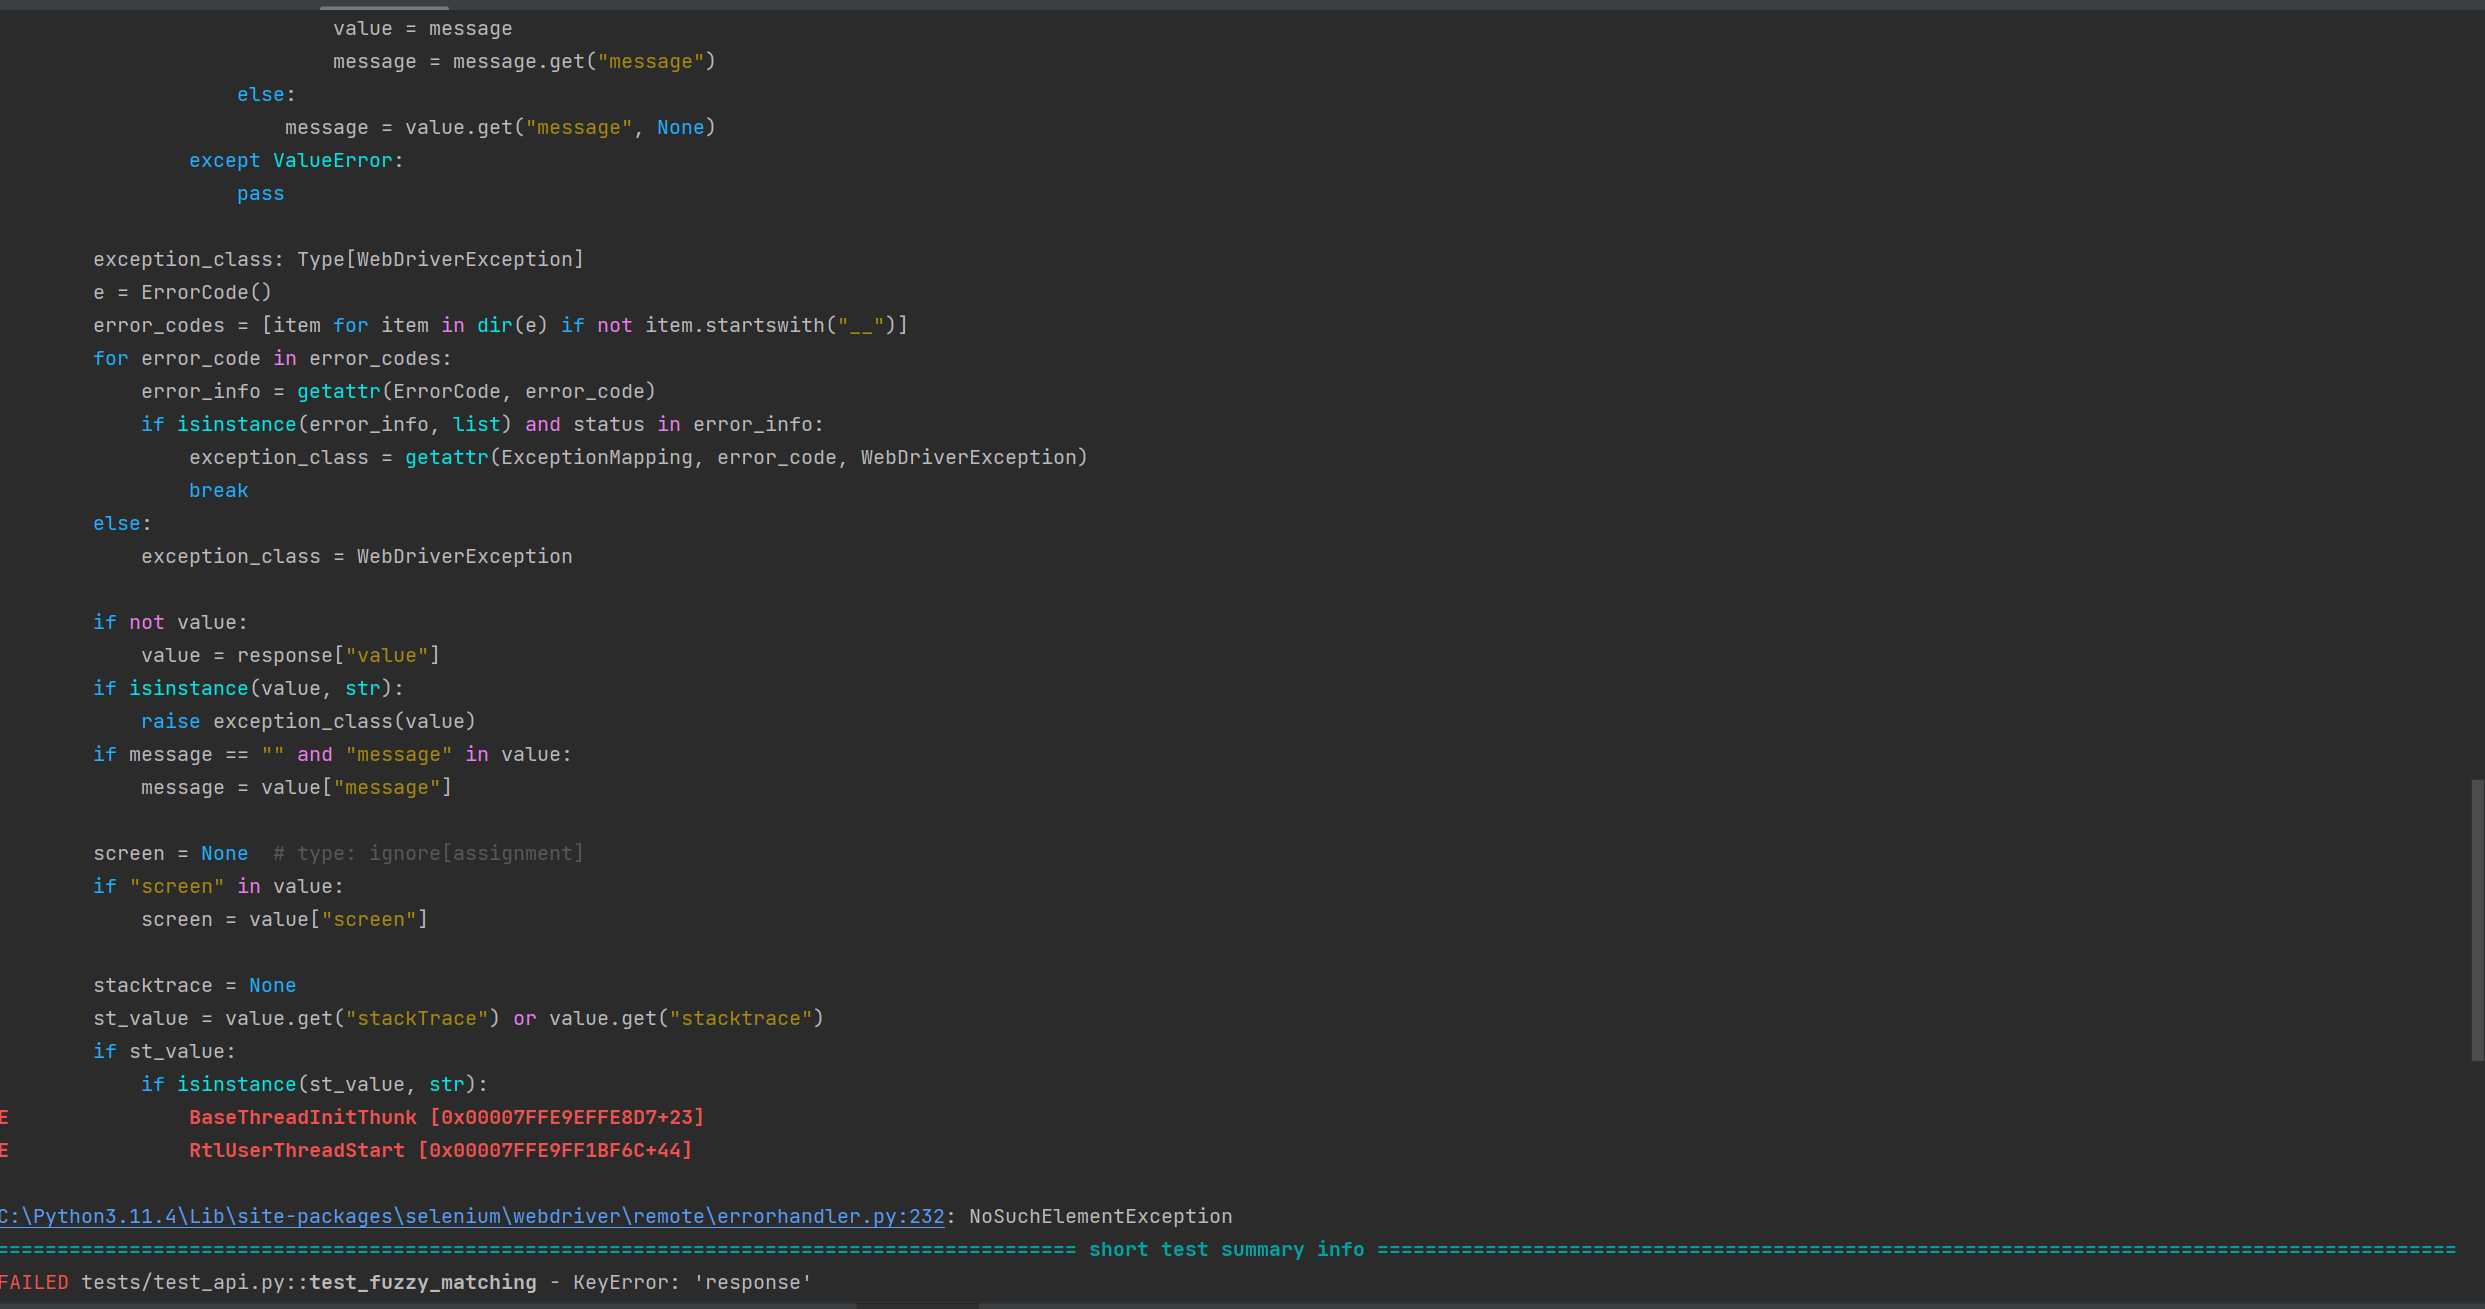 value = message
message = message.get("message")
else:
message = value.get("message", None)
except ValueError:
pass
exception_class: Type[WebDriverException]
e = ErrorCode()
error_codes = [item for item in dir(e) if not item.startswith("__")]
for error_code in error_codes:
error_info = getattr(ErrorCode, error_code)
if isinstance(error_info, list) and status in error_info:
exception_class = getattr(ExceptionMapping, error_code, WebDriverException)
break
else:
exception_class = WebDriverException
if not value:
value = response["value"]
if isinstance(value, str):
raise exception_class(value)
if message == "" and "message" in value:
message = value["message"]
screen = None  # type: ignore[assignment]
if "screen" in value:
screen = value["screen"]
stacktrace = None
st_value = value.get("stackTrace") or value.get("stacktrace")
if st_value:
if isinstance(st_value, str):
E BaseThreadInitThunk [0x00007FFE9EFFE8D7+23]
E RtlUserThreadStart [0x00007FFE9FF1BF6C+44]
C:\Python3.11.4\Lib\site-packages\selenium\webdriver\remote\errorhandler.py:232: NoSuchElementException
========================================================================================== short test summary info ==========================================================================================
FAILED tests/test_api.py::test_fuzzy_matching - KeyError: 'response'